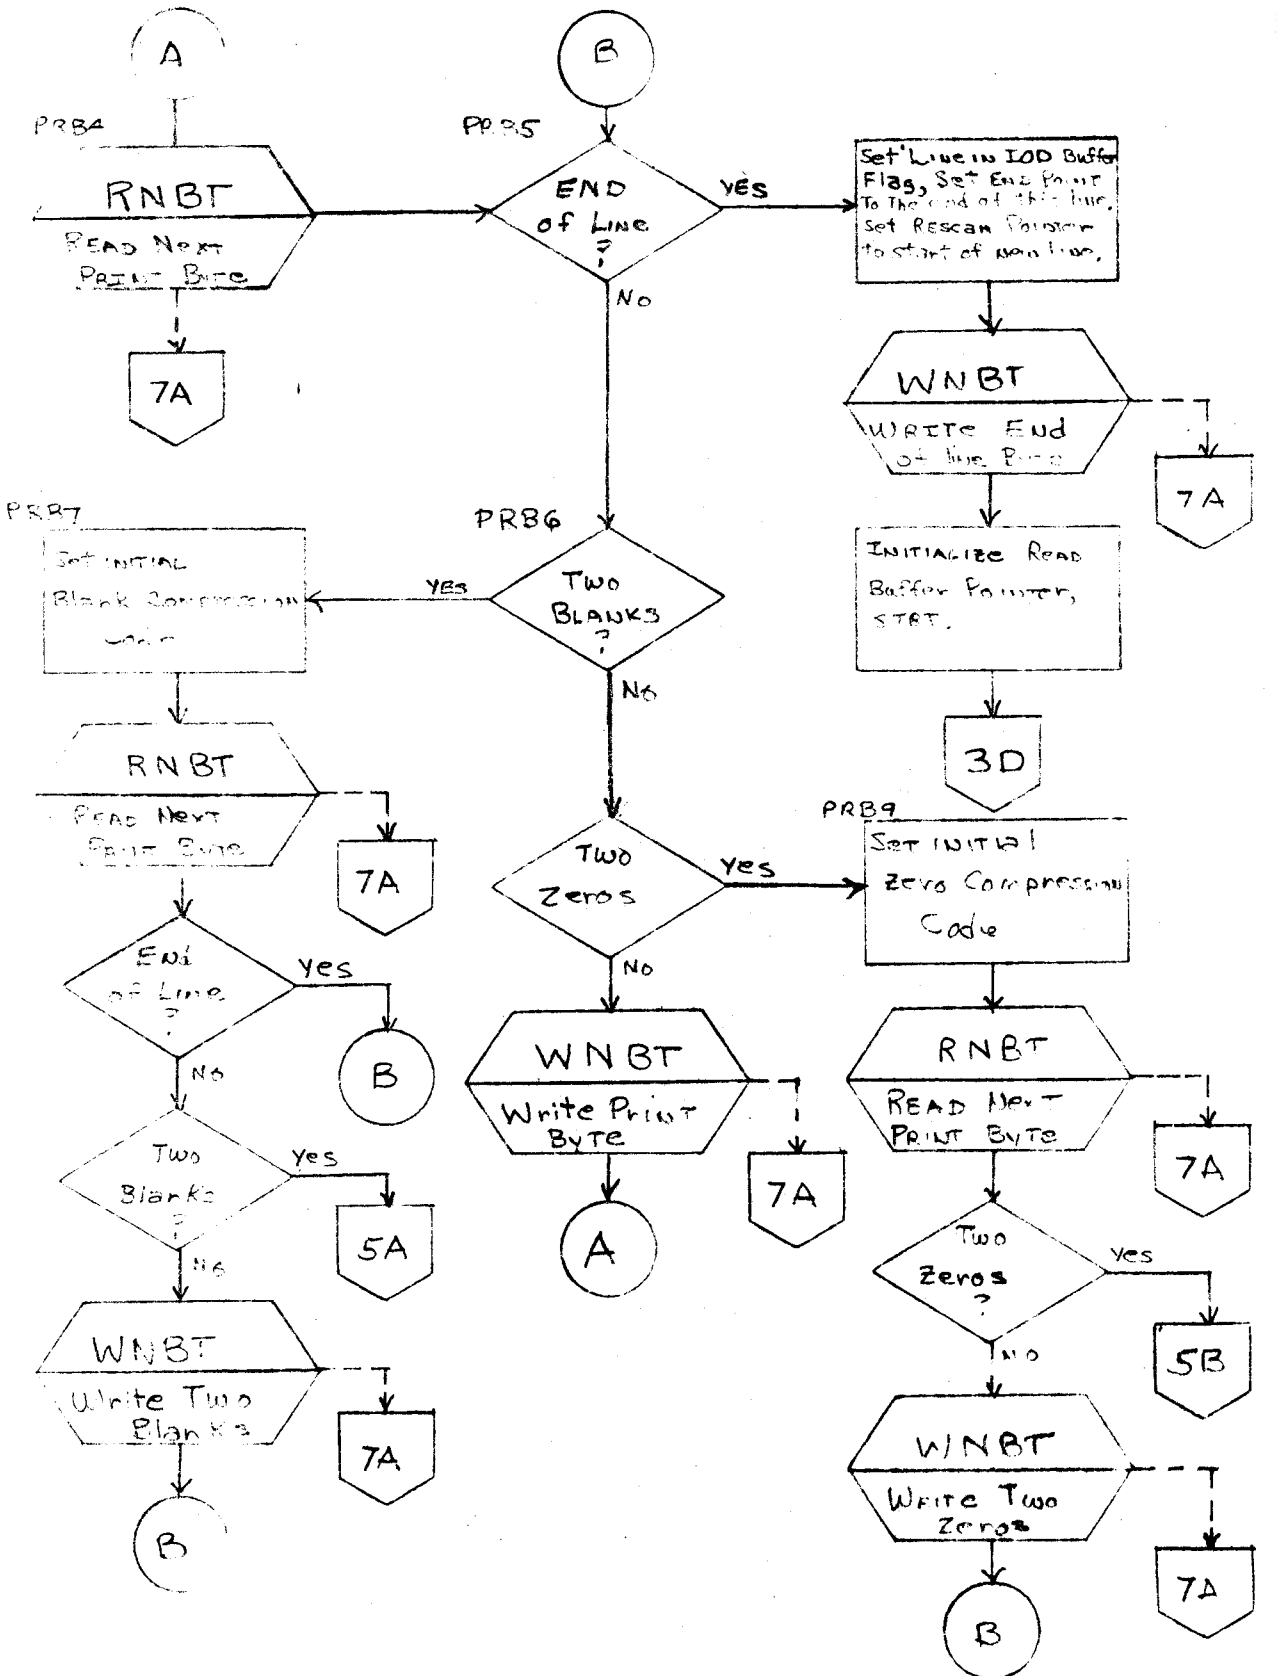 A
PRB4
RNBT
READ Next
PRINT Byte
7A
B
PRB5
END
of Line
?
YES
NO
Set Line IN IOD Buffer
Flag, Set END Point
To The end of this line.
Set RESCAN Pointer
to start of new line.
WNBT
WRITE End
of line Byte
7A
INITIALIZE READ
Buffer Pointer,
STBT.
3D
PRB6
TWO
BLANKS
?
YES
No
PRB7
Set INITIAL
Blank Compression
Code
RNBT
READ Next
PRINT Byte
7A
End
of Line
?
Yes
No
B
Two
Blanks
?
Yes
No
5A
WNBT
Write Two
Blanks
7A
B
Two
Zeros
Yes
No
WNBT
Write Print
Byte
7A
A
PRB9
Set INITIAl
Zero Compression
Code
RNBT
READ Next
PRINT Byte
7A
Two
Zeros
?
Yes
No
5B
WNBT
Write Two
Zeros
7A
B